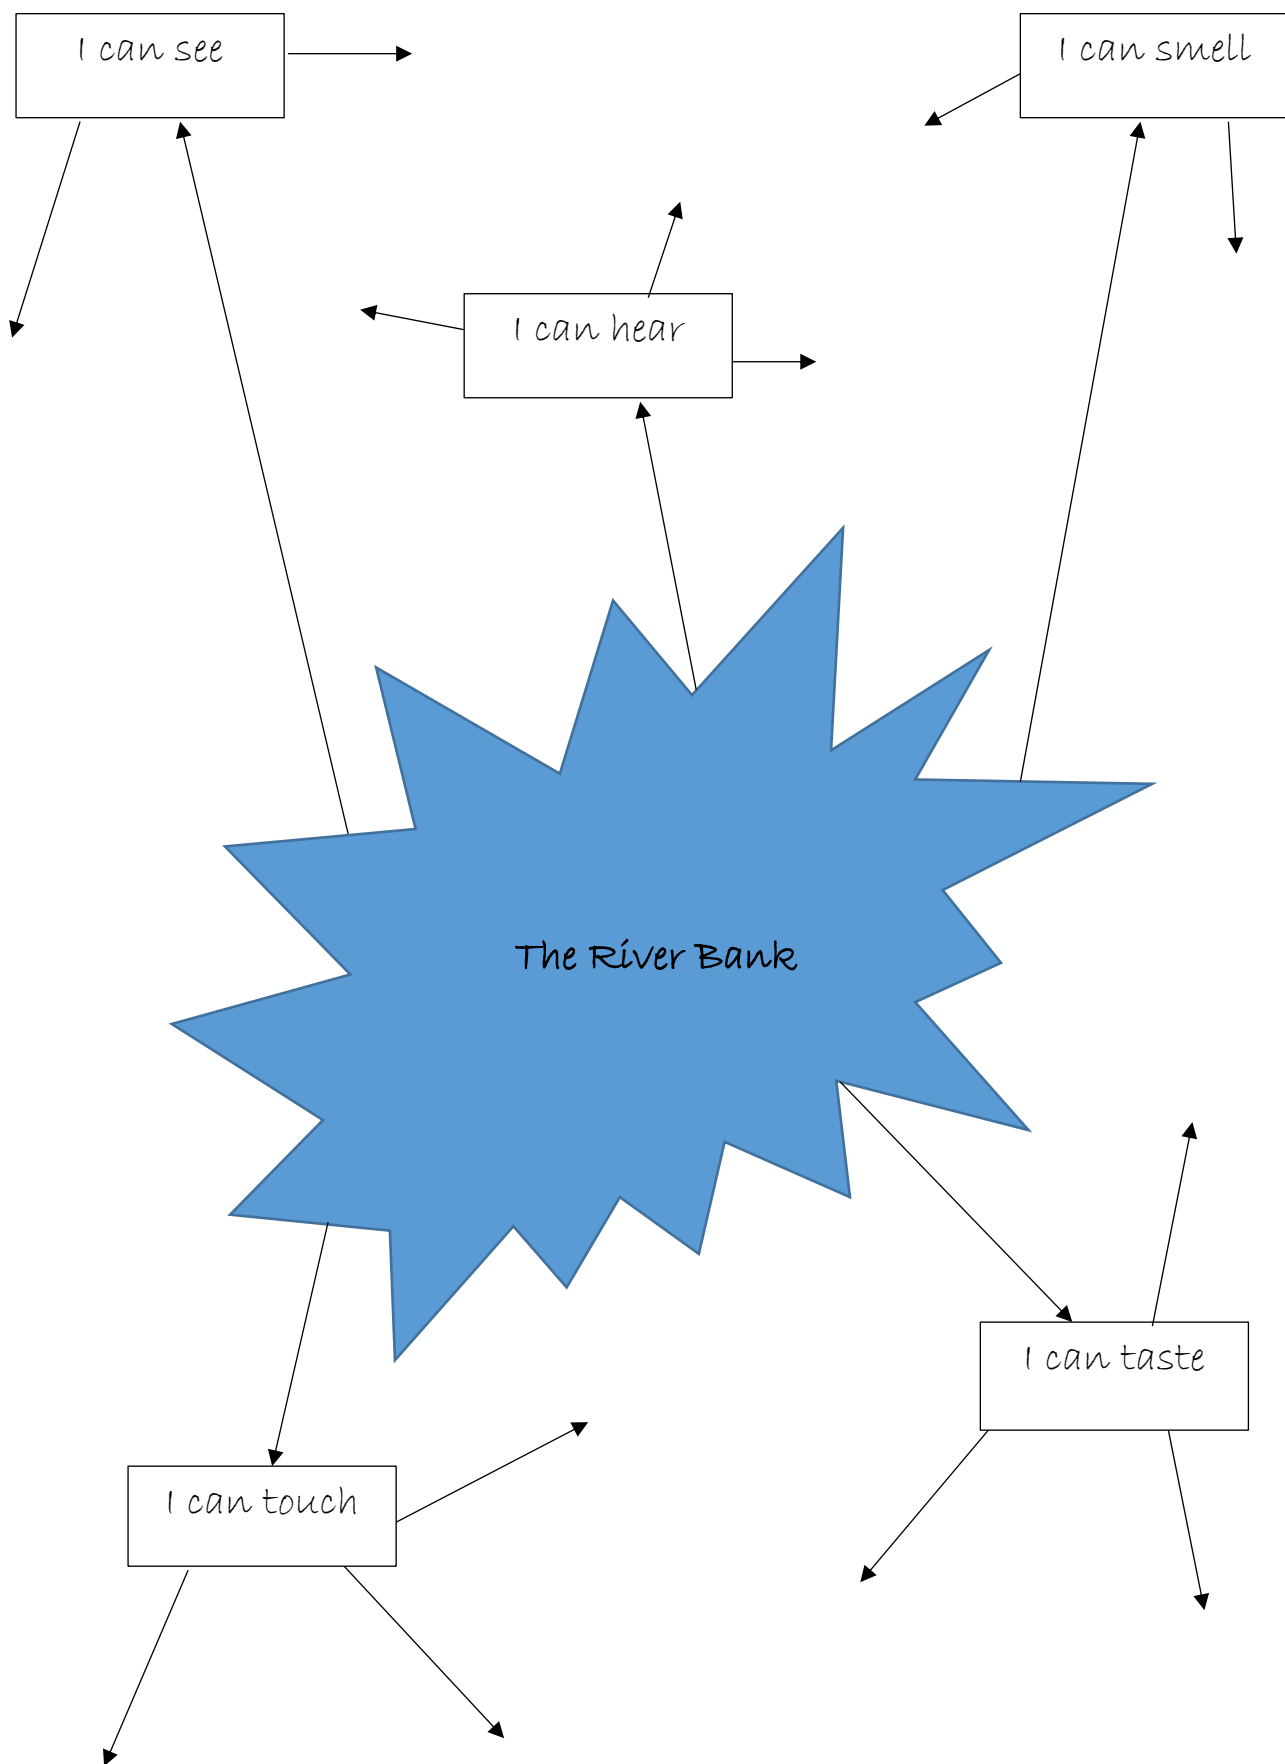 I can see
I can smell
I can hear
The River Bank
I can taste
I can touch